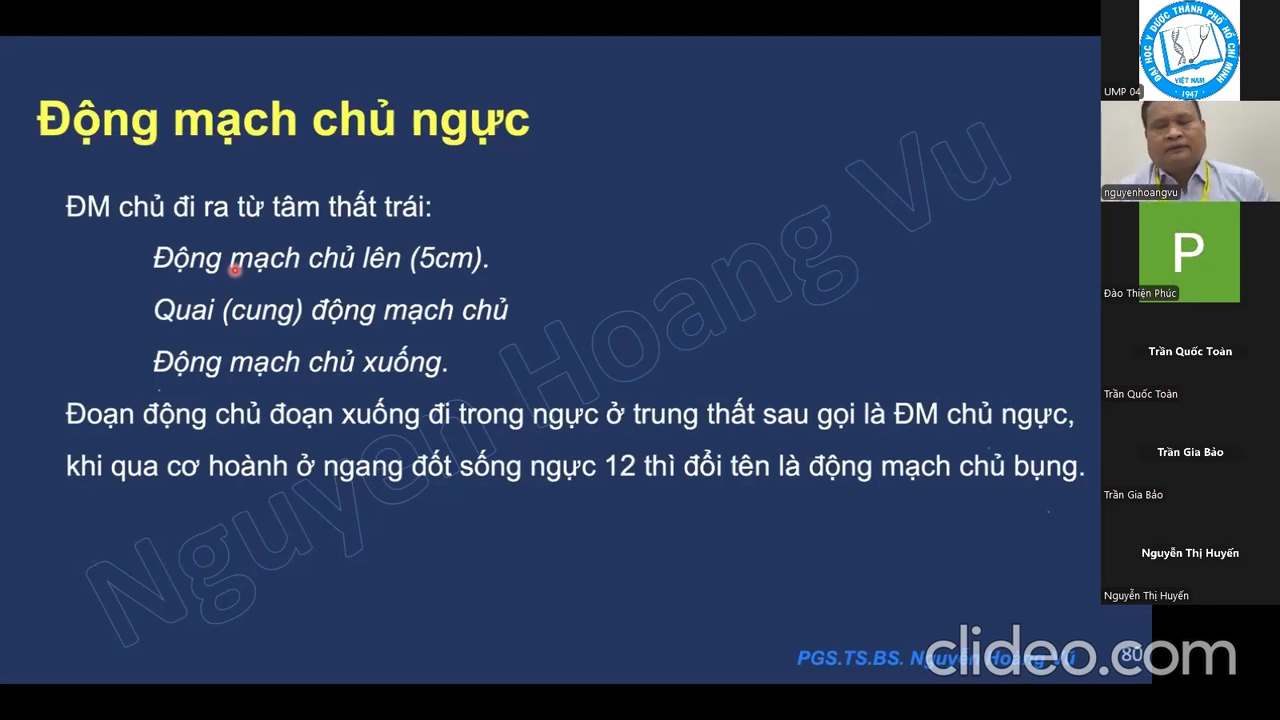 Động mạch chủ ngực
ĐM chủ đi ra từ tâm thất trái:
Động mạch chủ lên (5cm).
Quai (cung) động mạch chủ
Động mạch chủ xuống.
Đoạn động chủ đoạn xuống đi trong ngực ở trung thất sau gọi là ĐM chủ ngực,
khi qua cơ hoành ở ngang đốt sống ngực 12 thì đổi tên là động mạch chủ bụng.
Nguyen Hoang Vu
PGS.TS.BS. Nguyễn Hoàng Vũ
80
clideo.com
ĐẠI HỌC Y DƯỢC THÀNH PHỐ HỒ CHÍ MINH
VIỆT NAM
1947
UMP 04
nguyenhoangvu
P
Đào Thiện Phúc
Trần Quốc Toàn
Trần Quốc Toàn
Trần Gia Bảo
Trần Gia Bảo
Nguyễn Thị Huyến
Nguyễn Thị Huyến